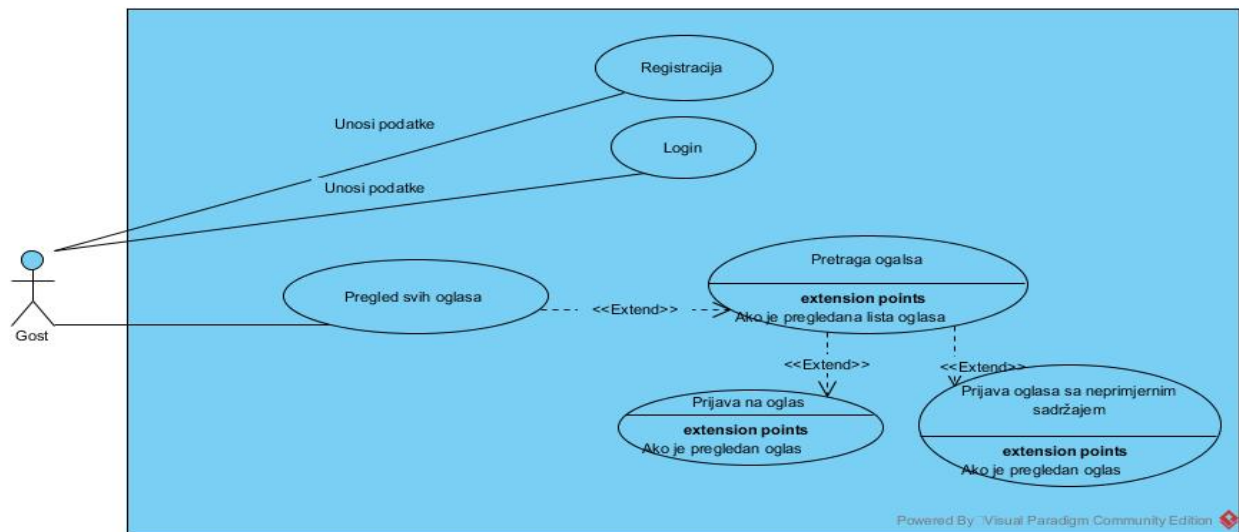 Registracija
Unosi podatke
Login
Unosi podatke
Gost
Pregled svih oglasa
<<Extend>>
Pretraga ogalsa
extension points
Ako je pregledana lista oglasa
<<Extend>>
<<Extend>>
Prijava na oglas
extension points
Ako je pregledan oglas
Prijava oglasa sa neprimjernim
sadržajem
extension points
Ako je pregledan oglas
Powered By Visual Paradigm Community Edition